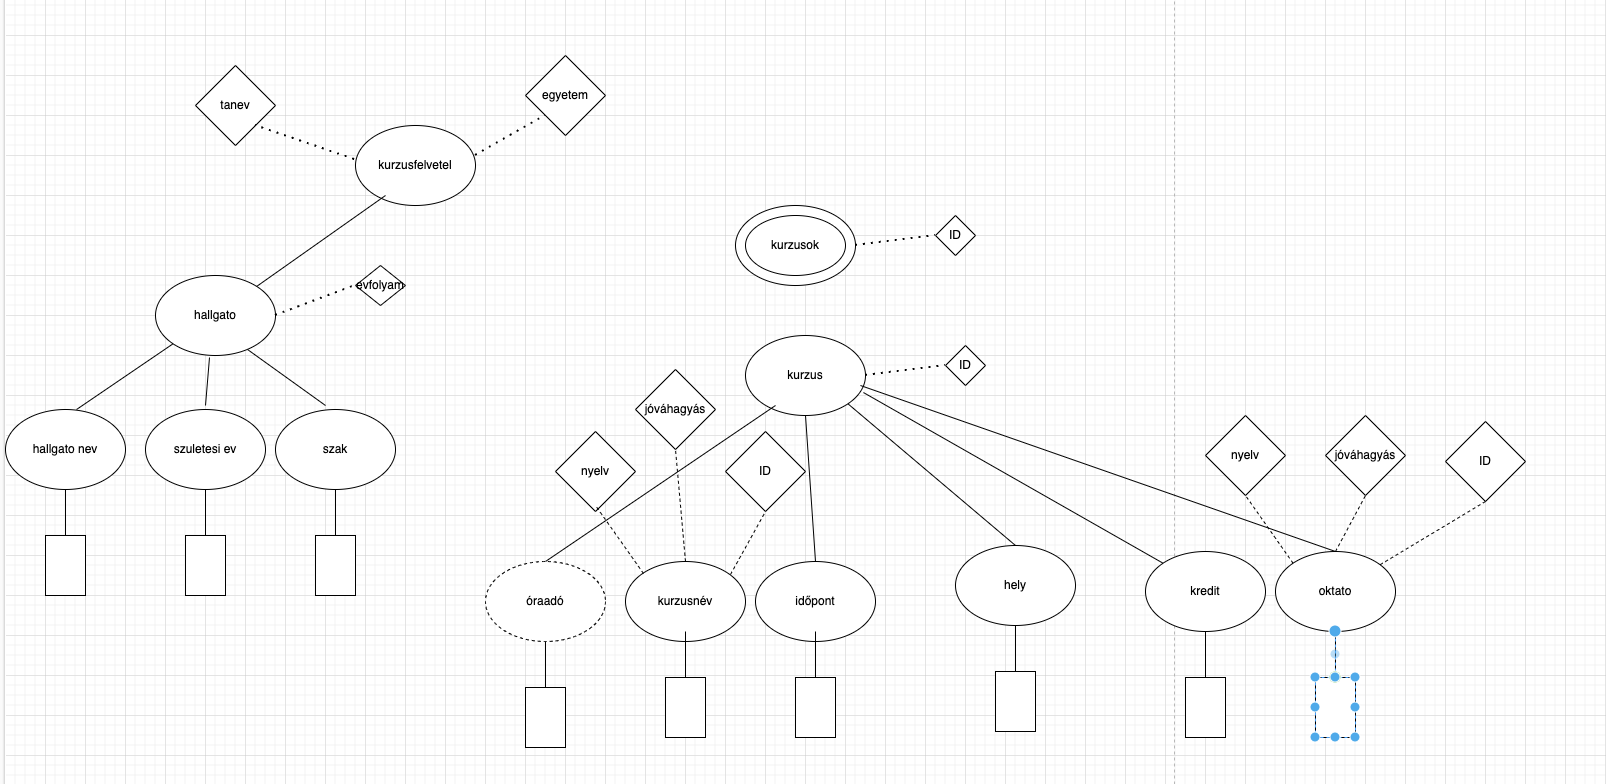 tanev
egyetem
kurzusfelvetel
kurzusok
ID
evfolyam
hallgato
kurzus
ID
jóváhagyás
nyelv
ID
nyelv
jóváhagyás
ID
hallgato nev
szuletesi ev
szak
óraadó
kurzusnév
időpont
hely
kredit
oktato